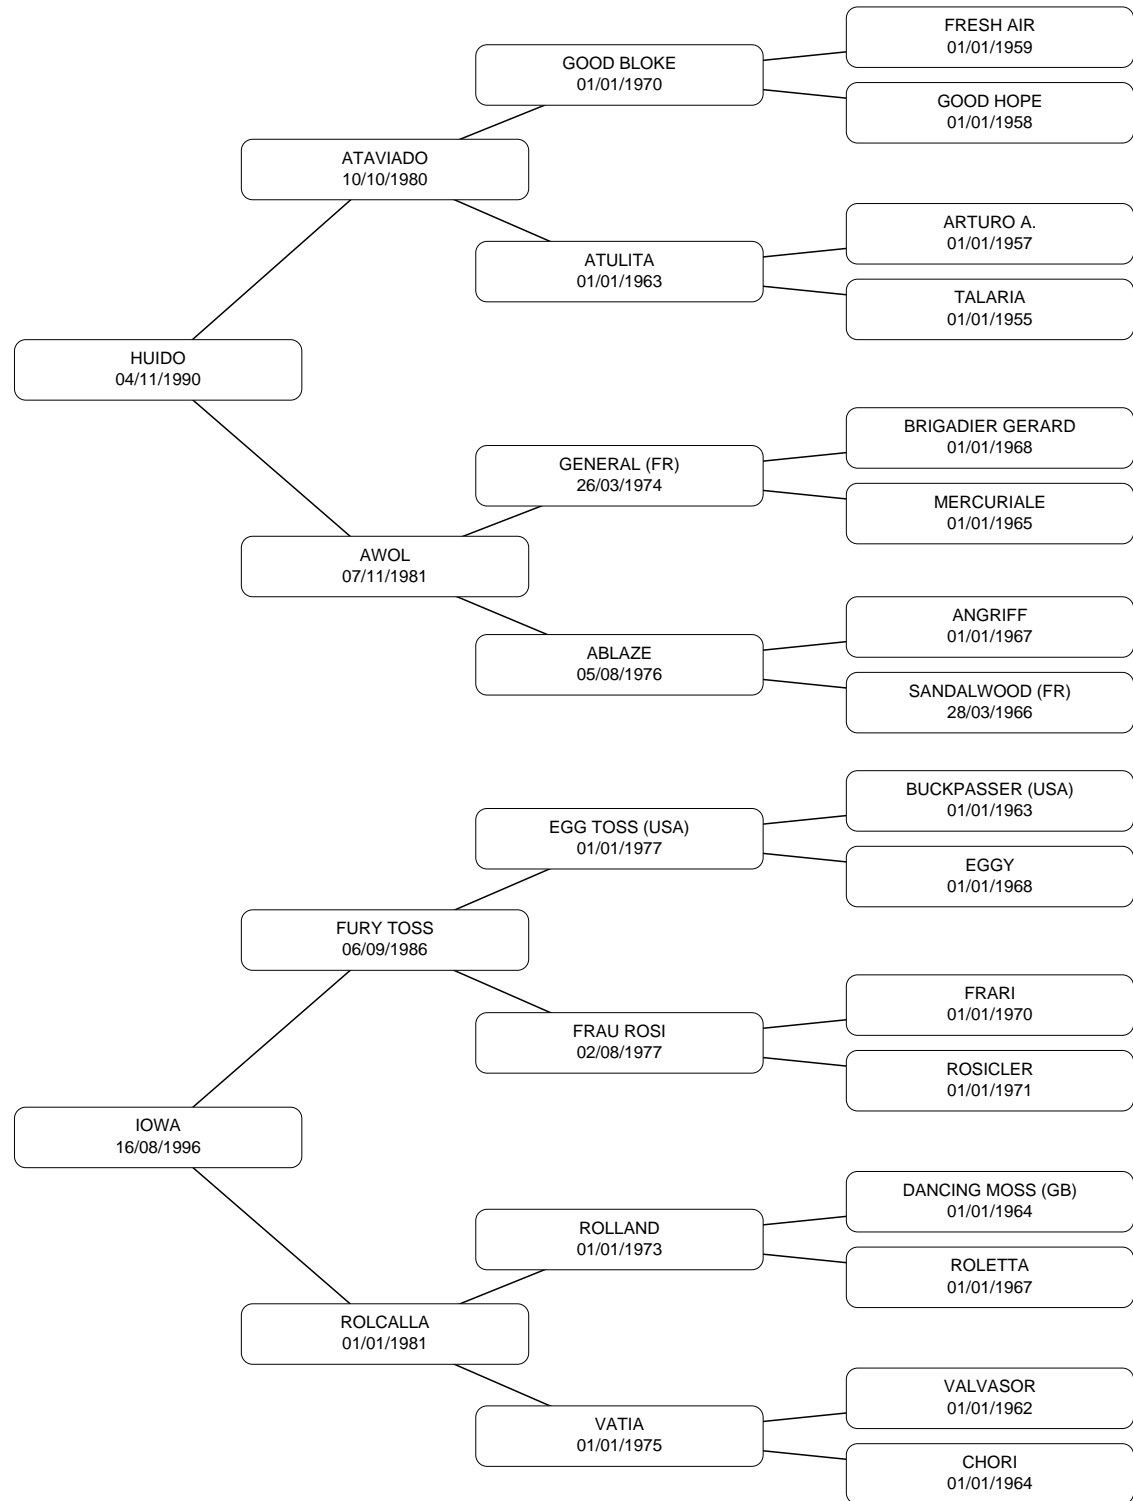 FRESH AIR
01/01/1959
GOOD BLOKE
01/01/1970
GOOD HOPE
01/01/1958
ATAVIADO
10/10/1980
ARTURO A.
01/01/1957
ATULITA
01/01/1963
TALARIA
01/01/1955
HUIDO
04/11/1990
BRIGADIER GERARD
01/01/1968
GENERAL (FR)
26/03/1974
MERCURIALE
01/01/1965
AWOL
07/11/1981
ANGRIFF
01/01/1967
ABLAZE
05/08/1976
SANDALWOOD (FR)
28/03/1966
BUCKPASSER (USA)
01/01/1963
EGG TOSS (USA)
01/01/1977
EGGY
01/01/1968
FURY TOSS
06/09/1986
FRARI
01/01/1970
FRAU ROSI
02/08/1977
ROSICLER
01/01/1971
IOWA
16/08/1996
DANCING MOSS (GB)
01/01/1964
ROLLAND
01/01/1973
ROLETTA
01/01/1967
ROLCALLA
01/01/1981
VALVASOR
01/01/1962
VATIA
01/01/1975
CHORI
01/01/1964